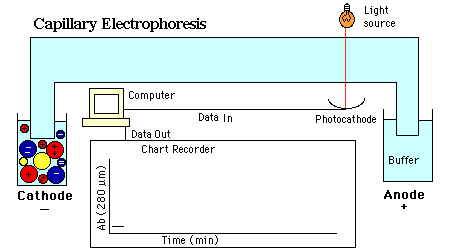 Capillary Electrophoresis
Light
source
Computer
Data In
Photocathode
Data Out
Chart Recorder
Buffer
Ab (280 µm)
Time (min)
Cathode
–
Anode
+